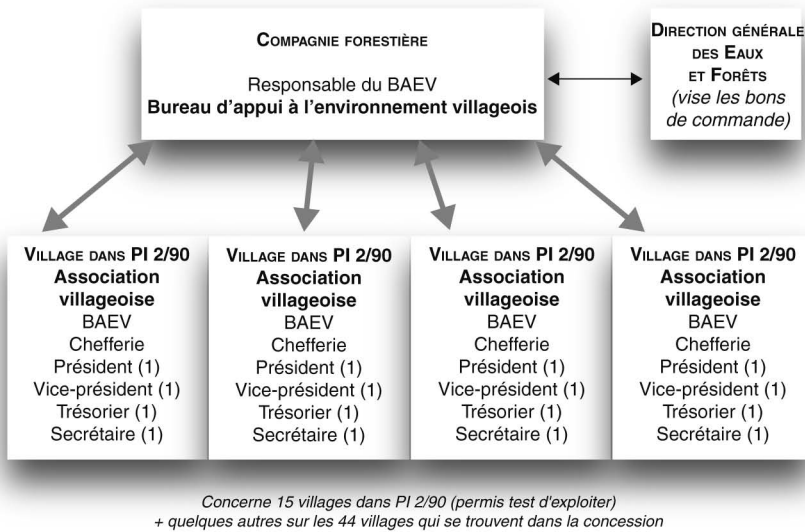 COMPAGNIE FORESTIÈRE
Responsable du BAEV
Bureau d'appui à l'environnement villageois
DIRECTION GÉNÉRALE
DES EAUX
ET FORÊTS
(vise les bons
de commande)
VILLAGE DANS PI 2/90
Association
villageoise
BAEV
Chefferie
Président (1)
Vice-président (1)
Trésorier (1)
Secrétaire (1)
VILLAGE DANS PI 2/90
Association
villageoise
BAEV
Chefferie
Président (1)
Vice-président (1)
Trésorier (1)
Secrétaire (1)
VILLAGE DANS PI 2/90
Association
villageoise
BAEV
Chefferie
Président (1)
Vice-président (1)
Trésorier (1)
Secrétaire (1)
VILLAGE DANS PI 2/90
Association
villageoise
BAEV
Chefferie
Président (1)
Vice-président (1)
Trésorier (1)
Secrétaire (1)
Concerne 15 villages dans PI 2/90 (permis test d'exploiter)
+ quelques autres sur les 44 villages qui se trouvent dans la concession